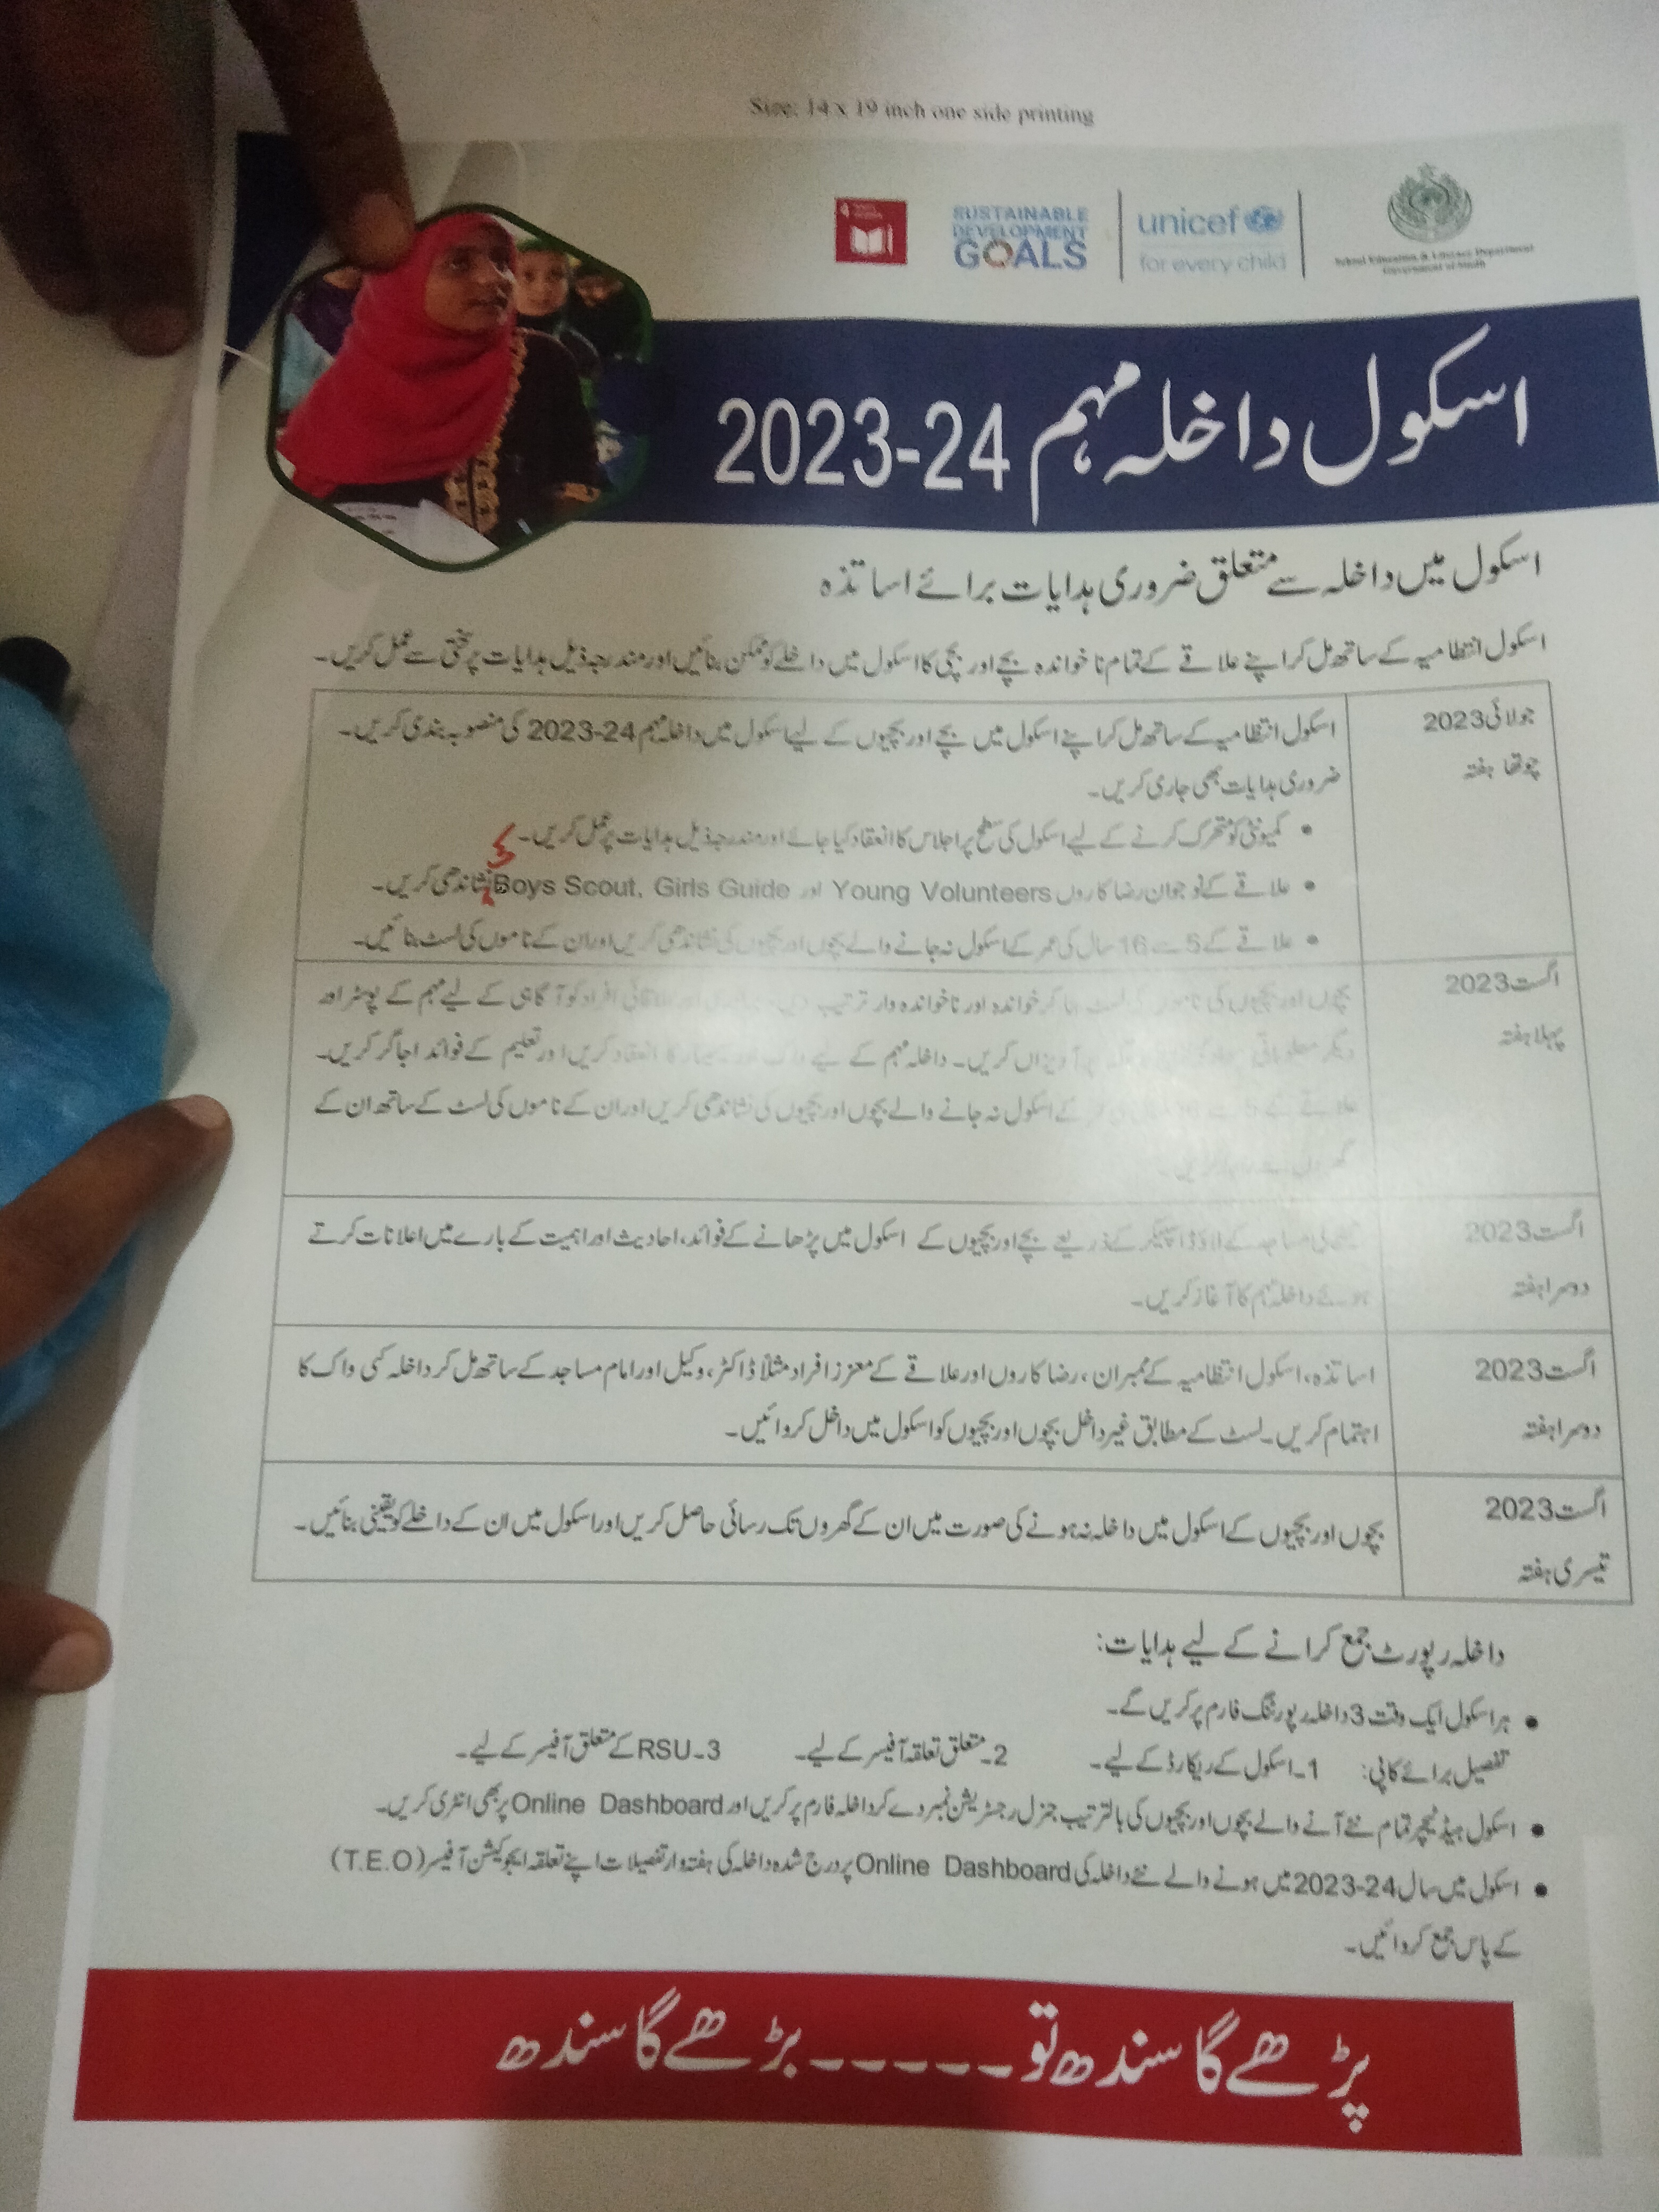 Size: 14 x 19 inch one side printing
SUSTAINABLE DEVELOPMENT GOALS
unicef
for every child
School Education & Literacy Department
Government of Sindh
اسکول داخلہ مہم 2023-24
اسکول میں داخلہ سے متعلق ضروری ہدایات برائے اساتذہ
اسکول انتظامیہ کے ساتھ مل کر اپنے علاقے کے تمام ناخواندہ بچے اور بچی کا اسکول میں داخلے کو ممکن بنائیں اور مندرجہ ذیل ہدایات پر سختی سے عمل کریں۔
جولائی 2023
چوتھا ہفتہ
اسکول انتظامیہ کے ساتھ مل کر اپنے اسکول میں بچے اور بچیوں کے لیے اسکول میں داخلہ مہم 2023-24 کی منصوبہ بندی کریں۔
ضروری ہدایات بھی جاری کریں۔
• کمیونٹی کو متحرک کرنے کے لیے اسکول کی سطح پر اجلاس کا انعقاد کیا جائے اور مندرجہ ذیل ہدایات پر عمل کریں۔
• علاقے کے نوجوان رضا کاروں Young Volunteers اور Boys Scout, Girls Guide کی نشاندھی کریں۔
• علاقے کے 5 سے 16 سال کی عمر کے اسکول نہ جانے والے بچوں اور بچیوں کی نشاندھی کریں اور ان کے ناموں کی لسٹ بنائیں۔
اگست 2023
پہلا ہفتہ
بچوں اور بچیوں کی ناموں کی لسٹ بنا کر خواندہ اور ناخواندہ وار ترتیب دیں افراد کو آگاہی کے لیے مہم کے پوسٹر اور
دیگر معلوماتی آویزاں کریں۔ داخلہ مہم کے لیے واک اور سیمینار کا انعقاد کریں اور تعلیم کے فوائد اجاگر کریں۔
علاقے کے کے اسکول نہ جانے والے بچوں اور بچیوں کی نشاندھی کریں اور ان کے ناموں کی لسٹ کے ساتھ ان کے
اگست 2023
دوسرا ہفتہ
مساجد کے لاؤڈ اسپیکر کے ذریعے بچے اور بچیوں کے اسکول میں پڑھانے کے فوائد، احادیث اور اہمیت کے بارے میں اعلانات کرتے
ہوئے داخلہ مہم کا آغاز کریں۔
اگست 2023
دوسرا ہفتہ
اساتذہ، اسکول انتظامیہ کے ممبران، رضا کاروں اور علاقے کے معزز افراد مثلاً ڈاکٹر، وکیل اور امام مساجد کے ساتھ مل کر داخلہ کمی واک کا
اہتمام کریں۔ لسٹ کے مطابق غیر داخل بچوں اور بچیوں کو اسکول میں داخل کروائیں۔
اگست 2023
تیسری ہفتہ
بچوں اور بچیوں کے اسکول میں داخلہ نہ ہونے کی صورت میں ان کے گھروں تک رسائی حاصل کریں اور اسکول میں ان کے داخلے کو یقینی بنائیں۔
داخلہ رپورٹ جمع کرانے کے لیے ہدایات:
• ہر اسکول ایک وقت 3 داخلہ رپورٹنگ فارم پر کریں گے۔
تفصیل برائے کاپی: 1۔ اسکول کے ریکارڈ کے لیے۔ 2۔ متعلق تعلقہ آفیسر کے لیے۔ 3۔ RSU کے متعلق آفیسر کے لیے۔
• اسکول ہیڈ ٹیچر تمام نئے آنے والے بچوں اور بچیوں کی بالترتیب جنرل رجسٹریشن نمبر دے کر داخلہ فارم پر کریں اور Online Dashboard پر بھی انٹری کریں۔
• اسکول میں سال 2023-24 میں ہونے والے نئے داخلہ کی Online Dashboard پر درج شدہ داخلہ کی ہفتہ وار تفصیلات اپنے تعلقہ ایجوکیشن آفیسر (T.E.O)
کے پاس جمع کروائیں۔
پڑھے گا سندھ تو ۔۔۔۔۔ بڑھے گا سندھ